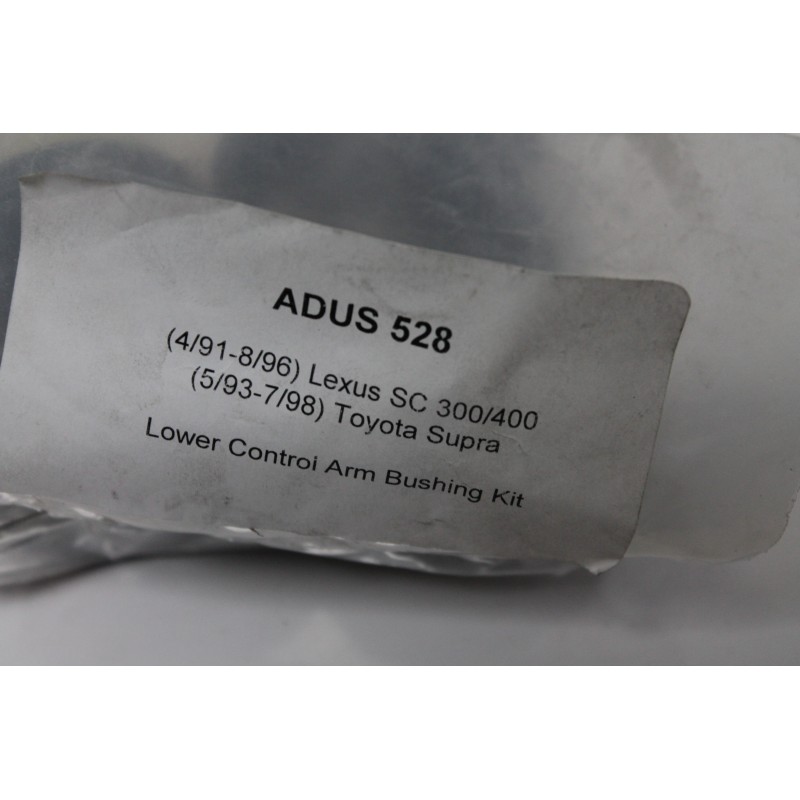 ADUS 528
(4/91-8/96) Lexus SC 300/400
(5/93-7/98) Toyota Supra
Lower Controi Arm Bushing Kit